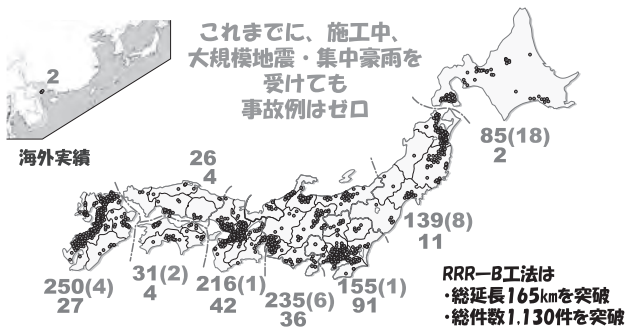 これまでに、施工中、
大規模地震・集中豪雨を
受けても
事故例はゼロ
2
海外実績
85(18)
2
26
4
139(8)
11
250(4)
27
31(2)
4
216(1)
42
235(6)
36
155(1)
91
RRR－B工法は
・総延長165kmを突破
・総件数1,130件を突破